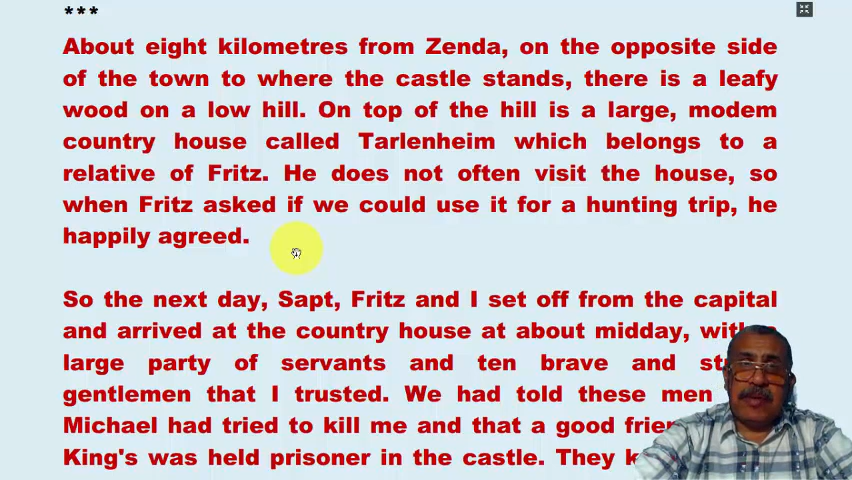 ***
About eight kilometres from Zenda, on the opposite side
of the town to where the castle stands, there is a leafy
wood on a low hill. On top of the hill is a large, modem
country house called Tarlenheim which belongs to a
relative of Fritz. He does not often visit the house, so
when Fritz asked if we could use it for a hunting trip, he
happily agreed.
So the next day, Sapt, Fritz and I set off from the capital
and arrived at the country house at about midday, with
large party of servants and ten brave and
gentlemen that I trusted. We had told these men
Michael had tried to kill me and that a good
King's was held prisoner in the castle. They